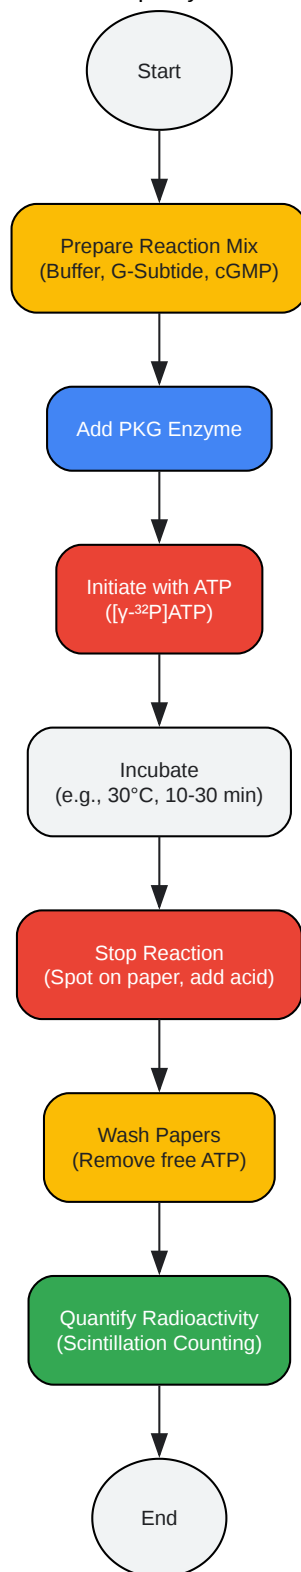 Start
Prepare Reaction Mix
(Buffer, G-Subtide, cGMP)
Add PKG Enzyme
Initiate with ATP
([γ-³²P]ATP)
Incubate
(e.g., 30°C, 10-30 min)
Stop Reaction
(Spot on paper, add acid)
Wash Papers
(Remove free ATP)
Quantify Radioactivity
(Scintillation Counting)
End